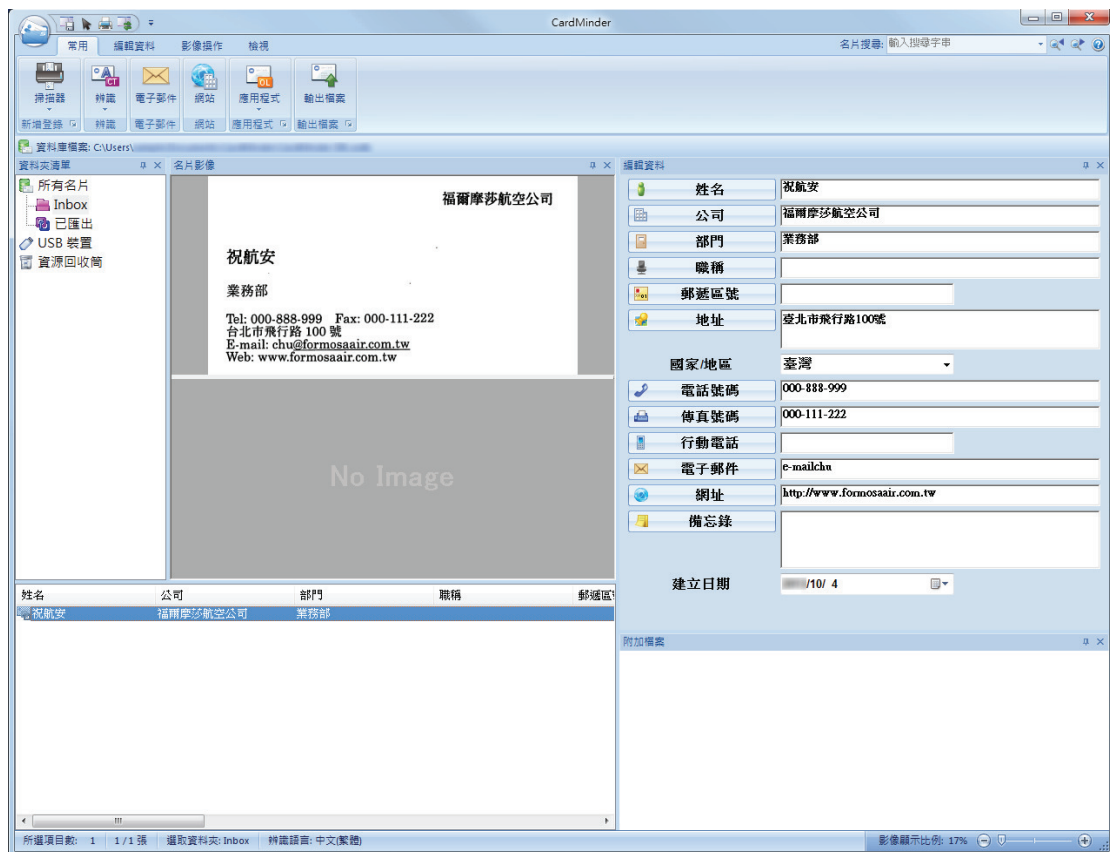 CardMinder
常用 編輯資料 影像操作 檢視 名片搜尋: 輸入搜尋字串
掃描器 辨識 電子郵件 網站 應用程式 輸出檔案
新增登錄 辨識 電子郵件 網站 應用程式 輸出檔案
資料庫檔案: C:\Users\
資料夾清單
所有名片
Inbox
已匯出
USB 裝置
資源回收筒
名片影像
福爾摩莎航空公司
祝航安
業務部
Tel: 000-888-999 Fax: 000-111-222
台北市飛行路 100 號
E-mail: chu@formosaair.com.tw
Web: www.formosaair.com.tw
No Image
編輯資料
姓名 祝航安
公司 福爾摩莎航空公司
部門 業務部
職稱
郵遞區號
地址 臺北市飛行路100號
國家/地區 臺灣
電話號碼 000-888-999
傳真號碼 000-111-222
行動電話
電子郵件 e-mailchu
網址 http://www.formosaair.com.tw
備忘錄
建立日期 /10/ 4
姓名 公司 部門 職稱 郵遞區
祝航安 福爾摩莎航空公司 業務部
附加檔案
所選項目數: 1 1/1 張 選取資料夾: Inbox 辨識語言: 中文(繁體) 影像顯示比例: 17%